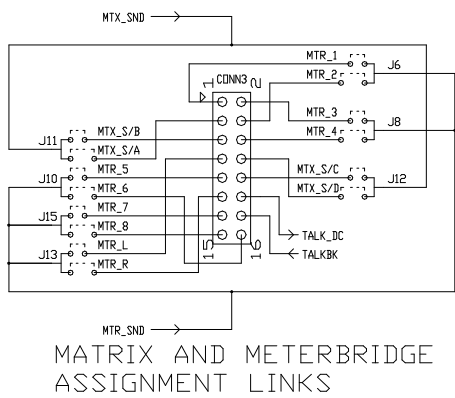 MTX_SND
MTR_1
J6
MTR_2
CONN3
1 2
MTR_3
J8
MTR_4
MTX_S/B
J11
MTX_S/A
MTX_S/C
J12
MTX_S/D
MTR_5
J10
MTR_6
MTR_7
J15
MTR_8
TALK_DC
MTR_L
J13
15 16
TALKBK
MTR_R
MTR_SND
MATRIX AND METERBRIDGE
ASSIGNMENT LINKS